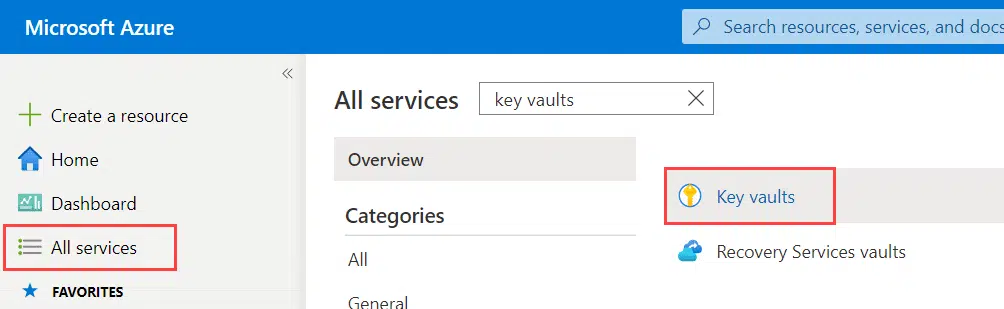 Microsoft Azure
Search resources, services, and docs
«
Create a resource
Home
Dashboard
All services
FAVORITES
All services
key vaults
Overview
Categories
All
General
Key vaults
Recovery Services vaults